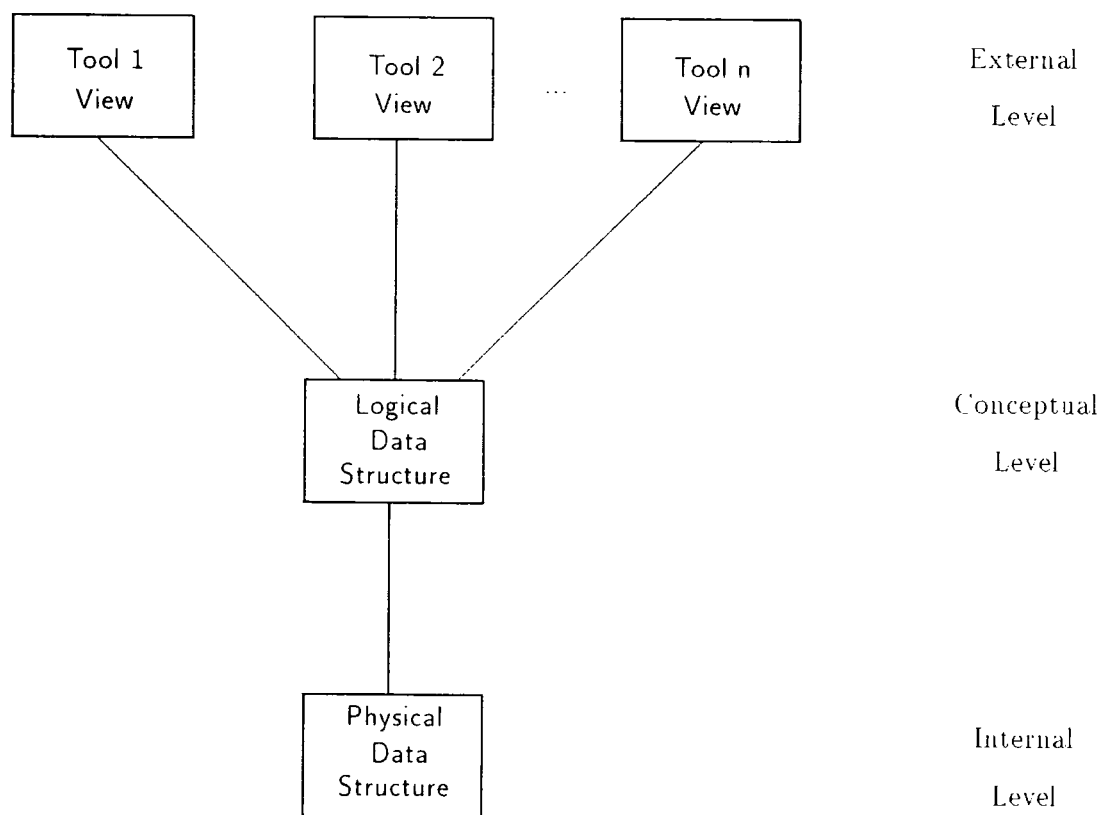 Tool 1
View
Tool 2
View
...
Tool n
View
External
Level
Logical
Data
Structure
Conceptual
Level
Physical
Data
Structure
Internal
Level